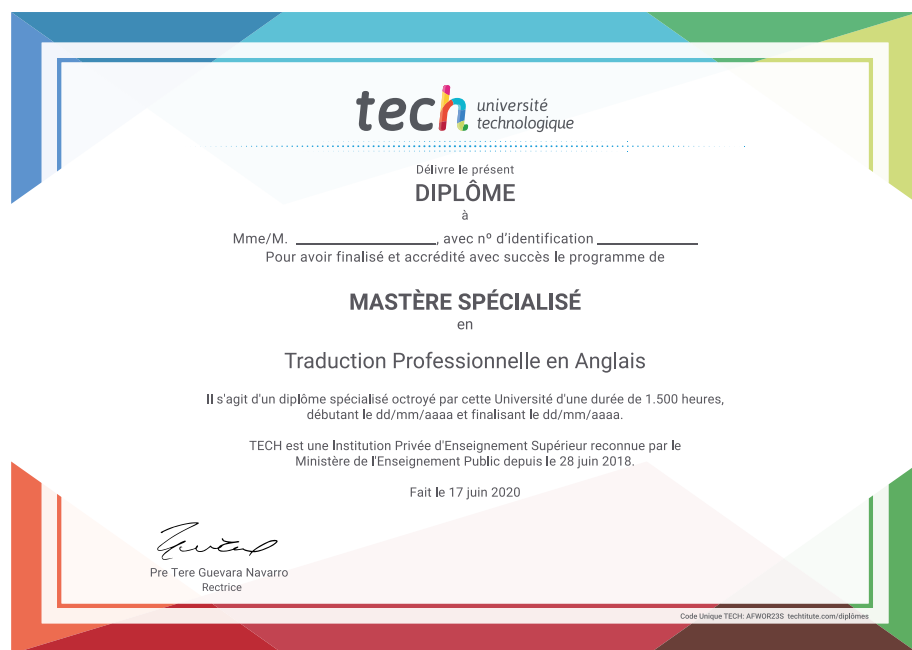 tech université
technologique
Délivre le présent
DIPLÔME
à
Mme/M. ____________________, avec nº d'identification ______________
Pour avoir finalisé et accrédité avec succès le programme de
MASTÈRE SPÉCIALISÉ
en
Traduction Professionnelle en Anglais
Il s'agit d'un diplôme spécialisé octroyé par cette Université d'une durée de 1.500 heures,
débutant le dd/mm/aaaa et finalisant le dd/mm/aaaa.
TECH est une Institution Privée d'Enseignement Supérieur reconnue par le
Ministère de l'Enseignement Public depuis le 28 juin 2018.
Fait le 17 juin 2020
Pre Tere Guevara Navarro
Rectrice
Code Unique TECH: AFWOR23S techtitute.com/diplômes